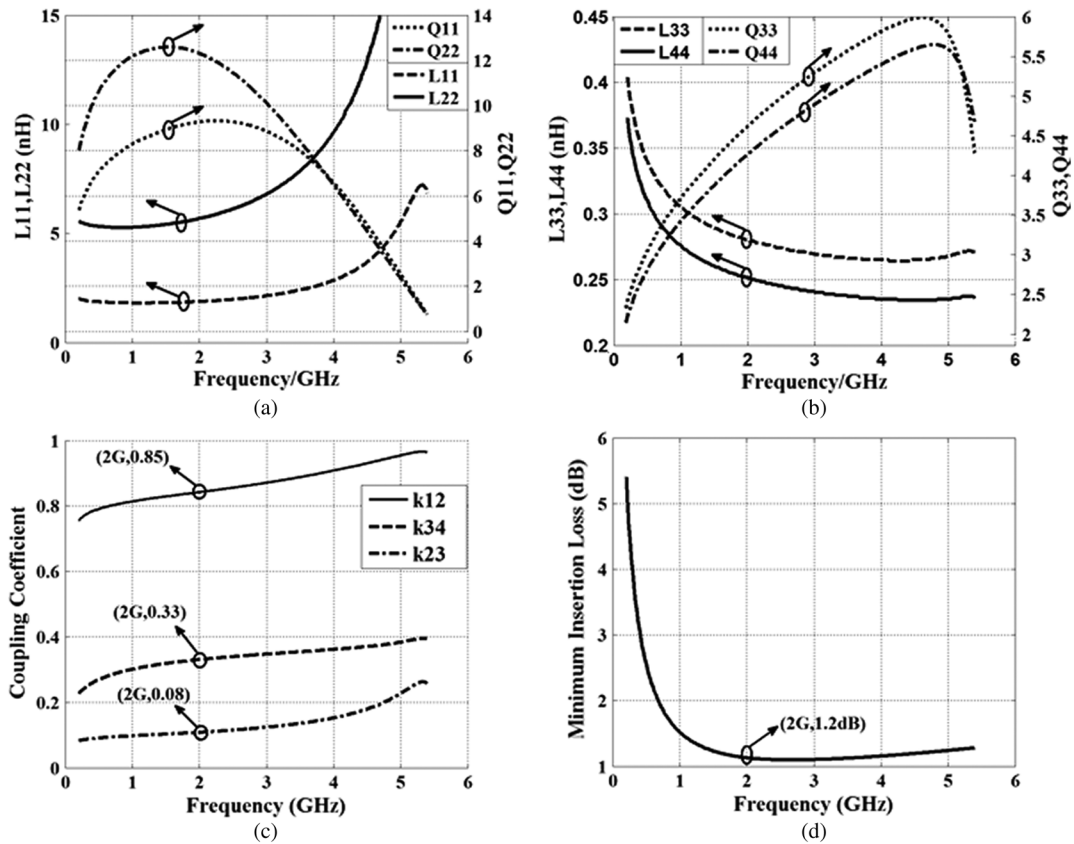 15
10
5
0
L11,L22 (nH)
14
12
10
8
6
4
2
0
Q11,Q22
Q11
Q22
L11
L22
0 1 2 3 4 5 6
Frequency/GHz
(a)
0.45
0.4
0.35
0.3
0.25
0.2
L33,L44 (nH)
6
5.5
5
4.5
4
3.5
3
2.5
2
Q33,Q44
L33
L44
Q33
Q44
0 1 2 3 4 5 6
Frequency/GHz
(b)
1
0.8
0.6
0.4
0.2
0
Coupling Coefficient
(2G,0.85)
k12
k34
k23
(2G,0.33)
(2G,0.08)
0 1 2 3 4 5 6
Frequency (GHz)
(c)
6
5
4
3
2
1
Minimum Insertion Loss (dB)
(2G,1.2dB)
0 1 2 3 4 5 6
Frequency (GHz)
(d)